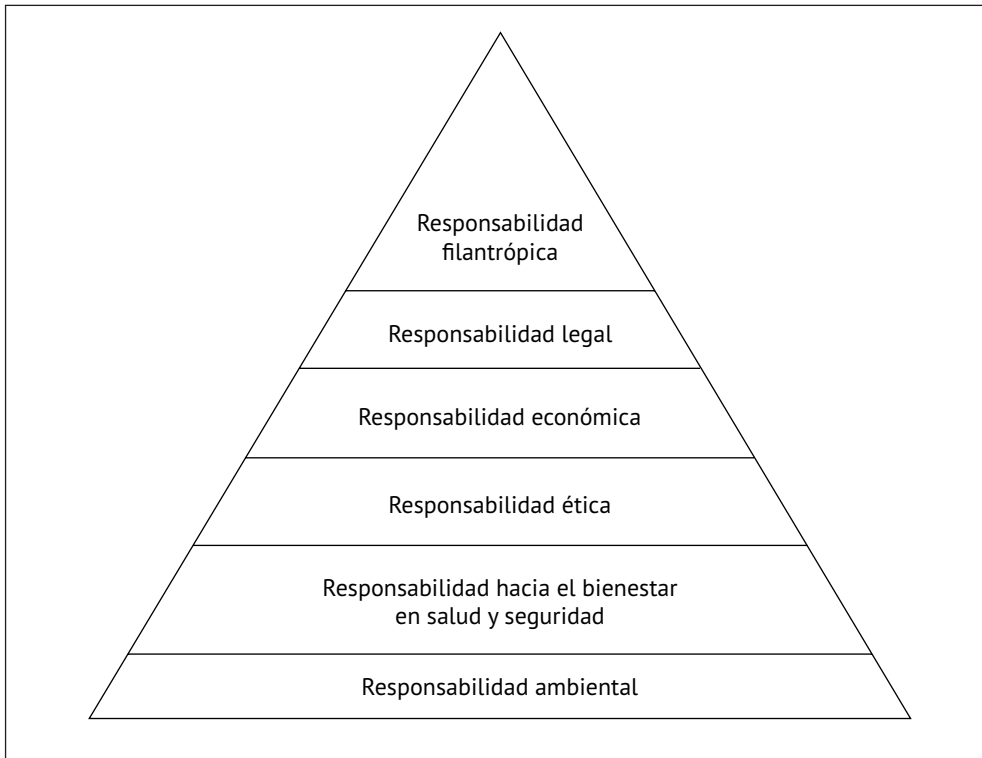 Responsabilidad
filantrópica
Responsabilidad legal
Responsabilidad económica
Responsabilidad ética
Responsabilidad hacia el bienestar
en salud y seguridad
Responsabilidad ambiental